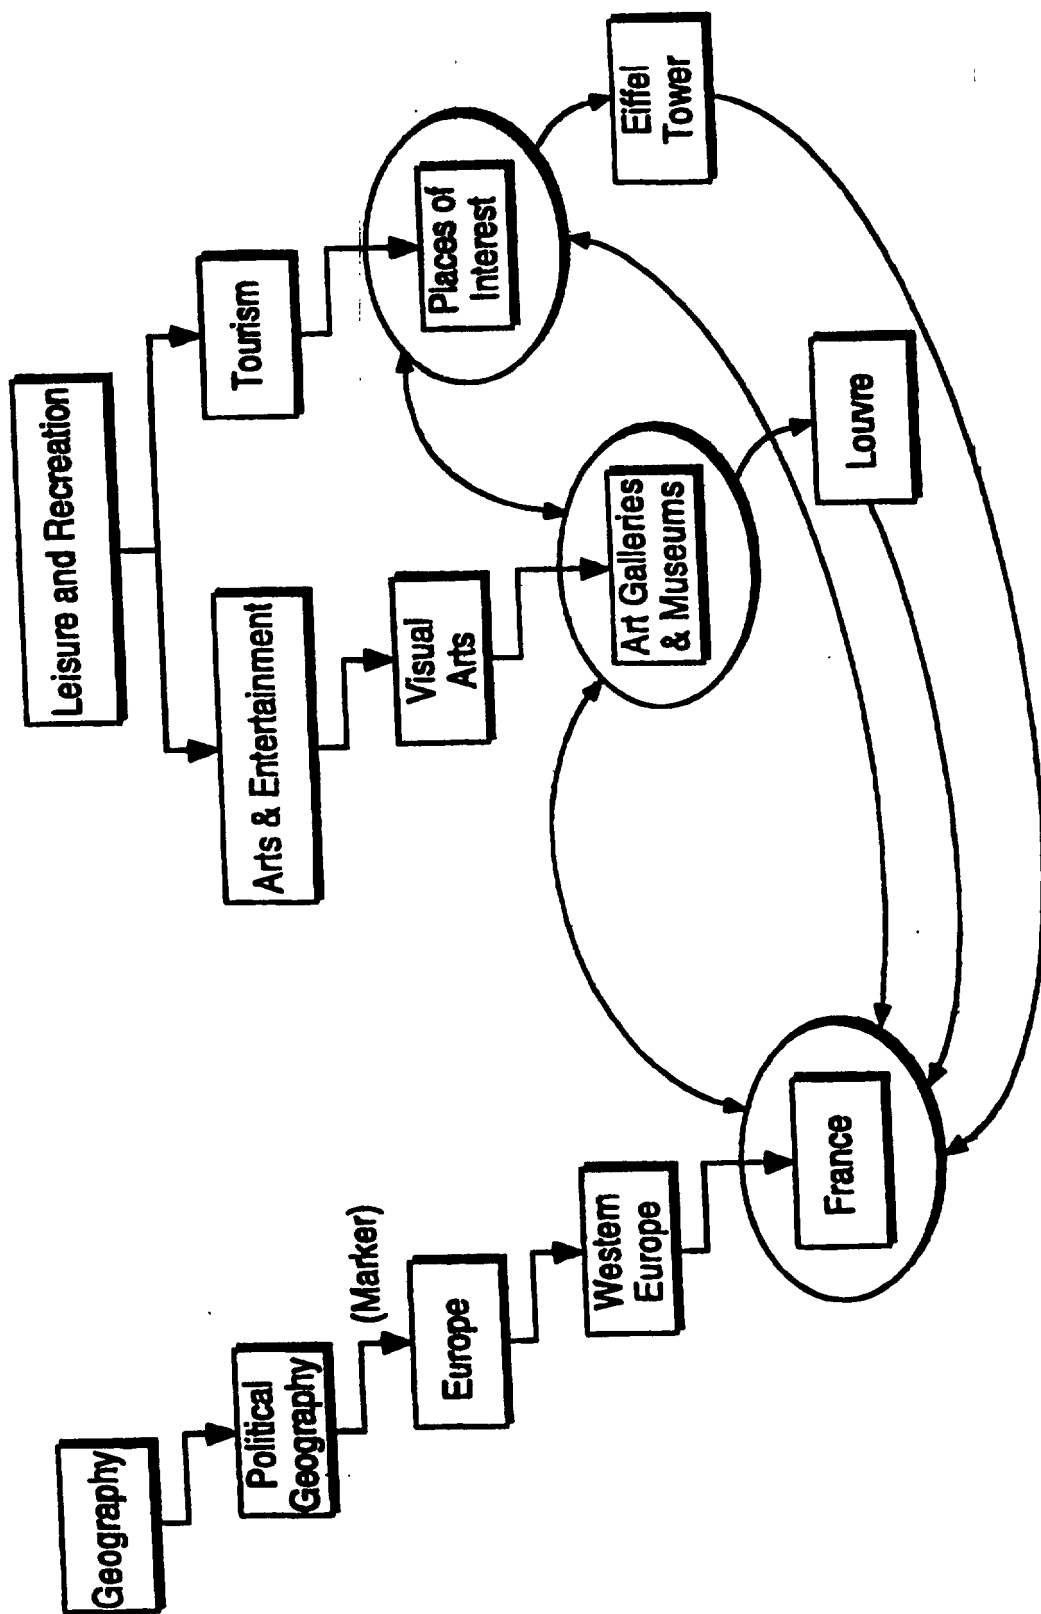 Leisure and Recreation
Geography
Arts & Entertainment
Tourism
Political
Geography
(Marker)
Visual
Arts
Places of
Interest
Europe
Western
Europe
Art Galleries
& Museums
Eiffel
Tower
France
Louvre